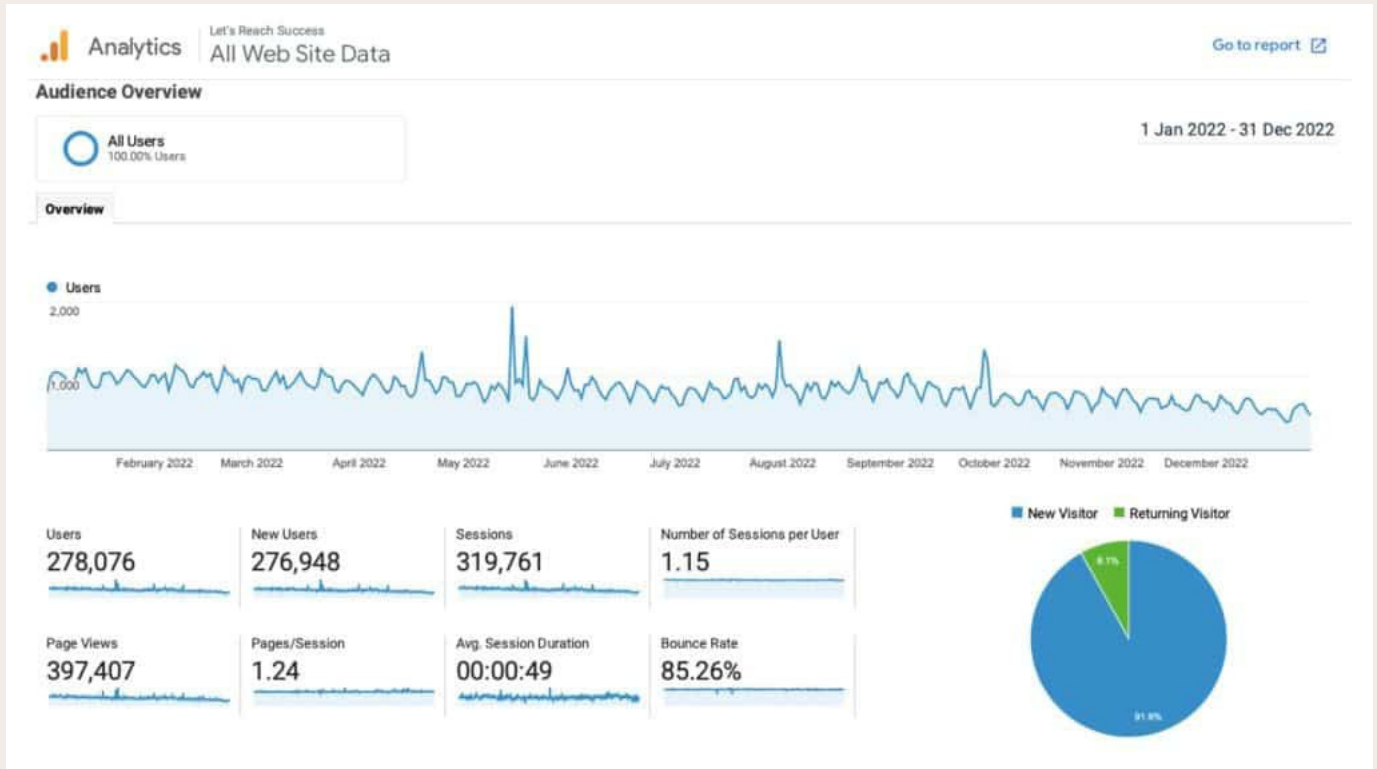 Let's Reach Success
Analytics
All Web Site Data
Go to report
Audience Overview
All Users
100.00% Users
1 Jan 2022 - 31 Dec 2022
Overview
Users
2,000
1,000
February 2022 March 2022 April 2022 May 2022 June 2022 July 2022 August 2022 September 2022 October 2022 November 2022 December 2022
New Visitor Returning Visitor
Users New Users Sessions Number of Sessions per User
278,076 276,948 319,761 1.15
Page Views Pages/Session Avg. Session Duration Bounce Rate
397,407 1.24 00:00:49 85.26%
8.1%
91.9%